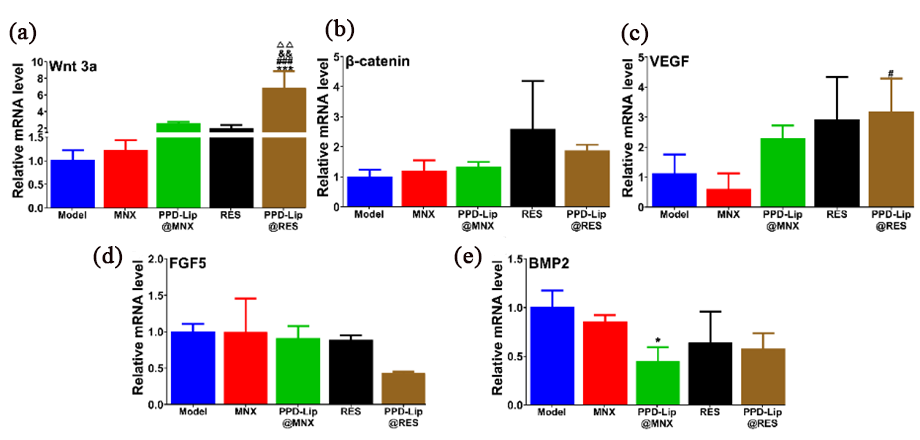 (a)
Wnt 3a
△ △
&&
###
***
Relative mRNA level
10
8
6
4
2
1.5
1.0
0.5
0.0
Model
MNX
PPD-Lip
@MNX
RES
PPD-Lip
@RES
(b)
β-catenin
Relative mRNA level
5
4
3
2
1
0
Model
MNX
PPD-Lip
@MNX
RES
PPD-Lip
@RES
(c)
VEGF
#
Relative mRNA level
5
4
3
2
1
0
Model
MNX
PPD-Lip
@MNX
RES
PPD-Lip
@RES
(d)
FGF5
Relative mRNA level
2.0
1.5
1.0
0.5
0.0
Model
MNX
PPD-Lip
@MNX
RES
PPD-Lip
@RES
(e)
BMP2
*
Relative mRNA level
1.5
1.0
0.5
0.0
Model
MNX
PPD-Lip
@MNX
RES
PPD-Lip
@RES